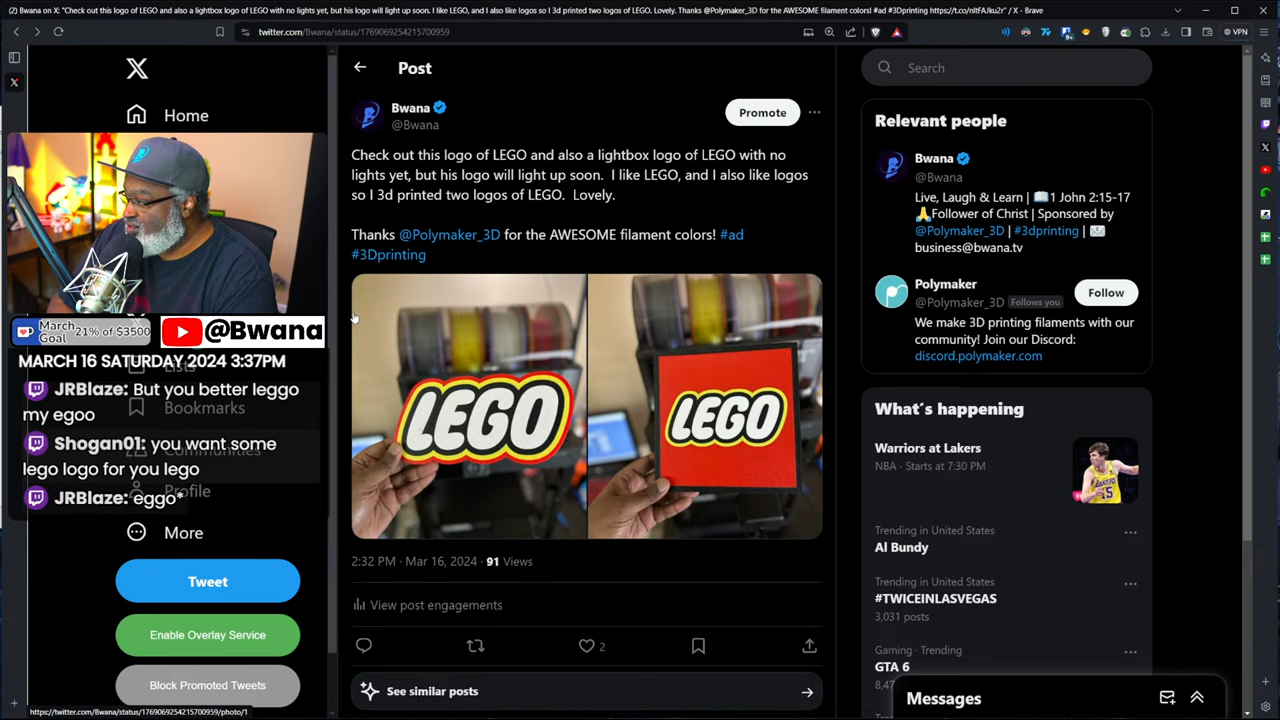 (2) Bwana on X: "Check out this logo of LEGO and also a lightbox logo of LEGO with no lights yet, but his logo will light up soon. I like LEGO, and I also like logos so I 3d printed two logos of LEGO. Lovely. Thanks @Polymaker_3D for the AWESOME filament colors! #ad #3Dprinting https://t.co/nltFAJku2r" / X - Brave
twitter.com/Bwana/status/1769069254215700959
VPN
Home
Lists
Bookmarks
Communities
Profile
More
Tweet
Enable Overlay Service
Block Promoted Tweets
https://twitter.com/Bwana/status/1769069254215700959/photo/1
March Goal
21% of $3500
@Bwana
MARCH 16 SATURDAY 2024 3:37PM
JRBlaze: But you better leggo
my egoo
Shogan01: you want some
lego logo for you lego
JRBlaze: eggo*
Post
Bwana
@Bwana
Promote
Check out this logo of LEGO and also a lightbox logo of LEGO with no
lights yet, but his logo will light up soon.  I like LEGO, and I also like logos
so I 3d printed two logos of LEGO.  Lovely.
Thanks @Polymaker_3D for the AWESOME filament colors! #ad
#3Dprinting
LEGO
LEGO
2:32 PM · Mar 16, 2024 · 91 Views
View post engagements
2
See similar posts
Search
Relevant people
Bwana
@Bwana
Live, Laugh & Learn | 📖1 John 2:15-17
🙏Follower of Christ | Sponsored by
@Polymaker_3D | #3dprinting | 📧
business@bwana.tv
Polymaker
@Polymaker_3D Follows you
Follow
We make 3D printing filaments with our
community! Join our Discord:
discord.polymaker.com
What's happening
Warriors at Lakers
NBA · Starts at 7:30 PM
Trending in United States
Al Bundy
Trending in United States
#TWICEINLASVEGAS
3,031 posts
Gaming · Trending
GTA 6
Messages